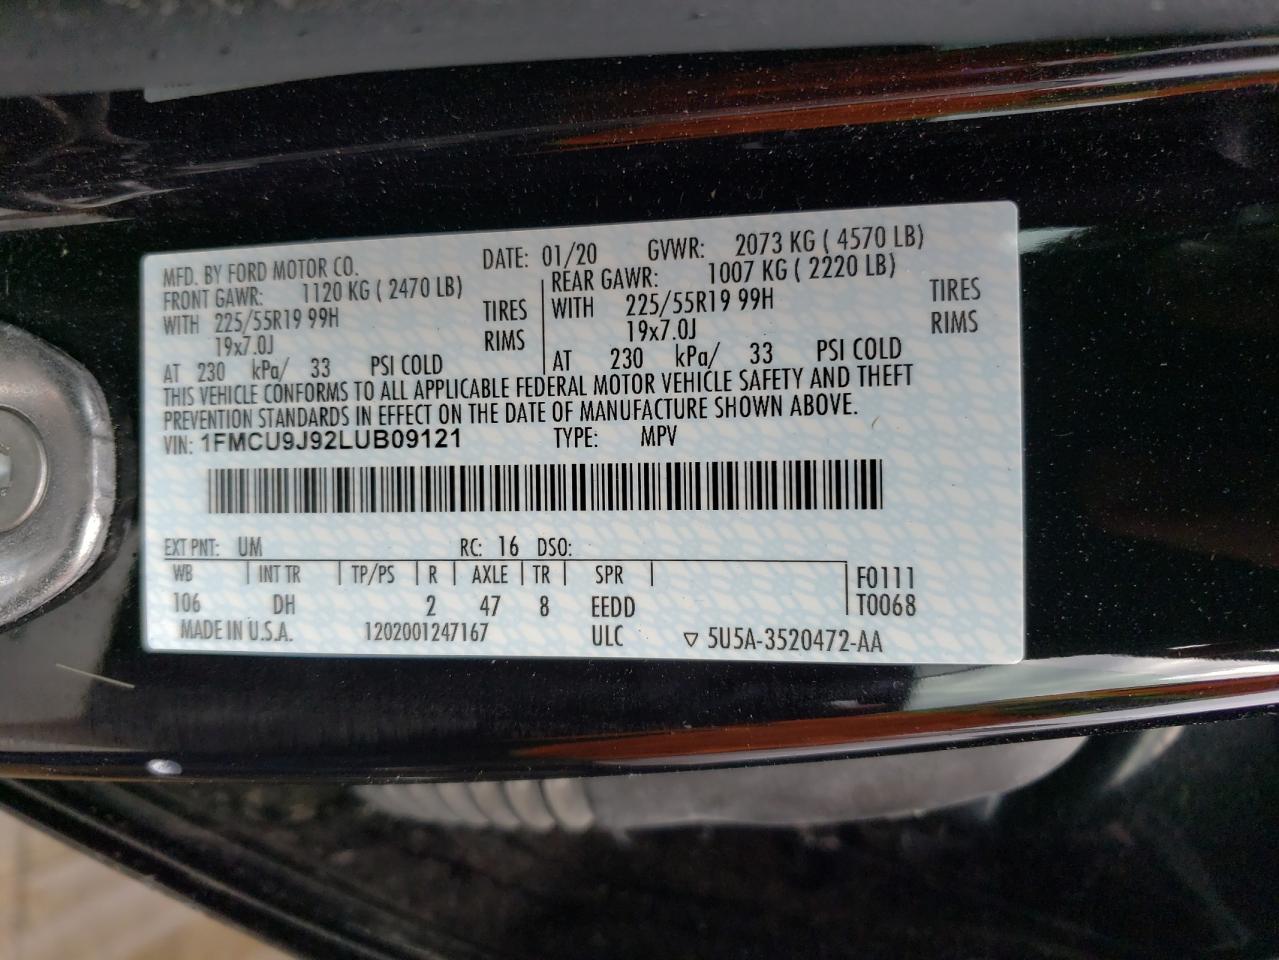 MFD. BY FORD MOTOR CO. DATE: 01/20 GVWR: 2073 KG ( 4570 LB)
FRONT GAWR: 1120 KG ( 2470 LB) REAR GAWR: 1007 KG ( 2220 LB)
WITH 225/55R19 99H TIRES WITH 225/55R19 99H TIRES
19x7.0J RIMS 19x7.0J RIMS
AT 230 kPa/ 33 PSI COLD AT 230 kPa/ 33 PSI COLD
THIS VEHICLE CONFORMS TO ALL APPLICABLE FEDERAL MOTOR VEHICLE SAFETY AND THEFT
PREVENTION STANDARDS IN EFFECT ON THE DATE OF MANUFACTURE SHOWN ABOVE.
VIN: 1FMCU9J92LUB09121 TYPE: MPV
EXT PNT: UM RC: 16 DSO:
WB INT TR TP/PS R AXLE TR SPR F0111
106 DH 2 47 8 EEDD T0068
MADE IN U.S.A. 1202001247167 ULC ▽ 5U5A-3520472-AA